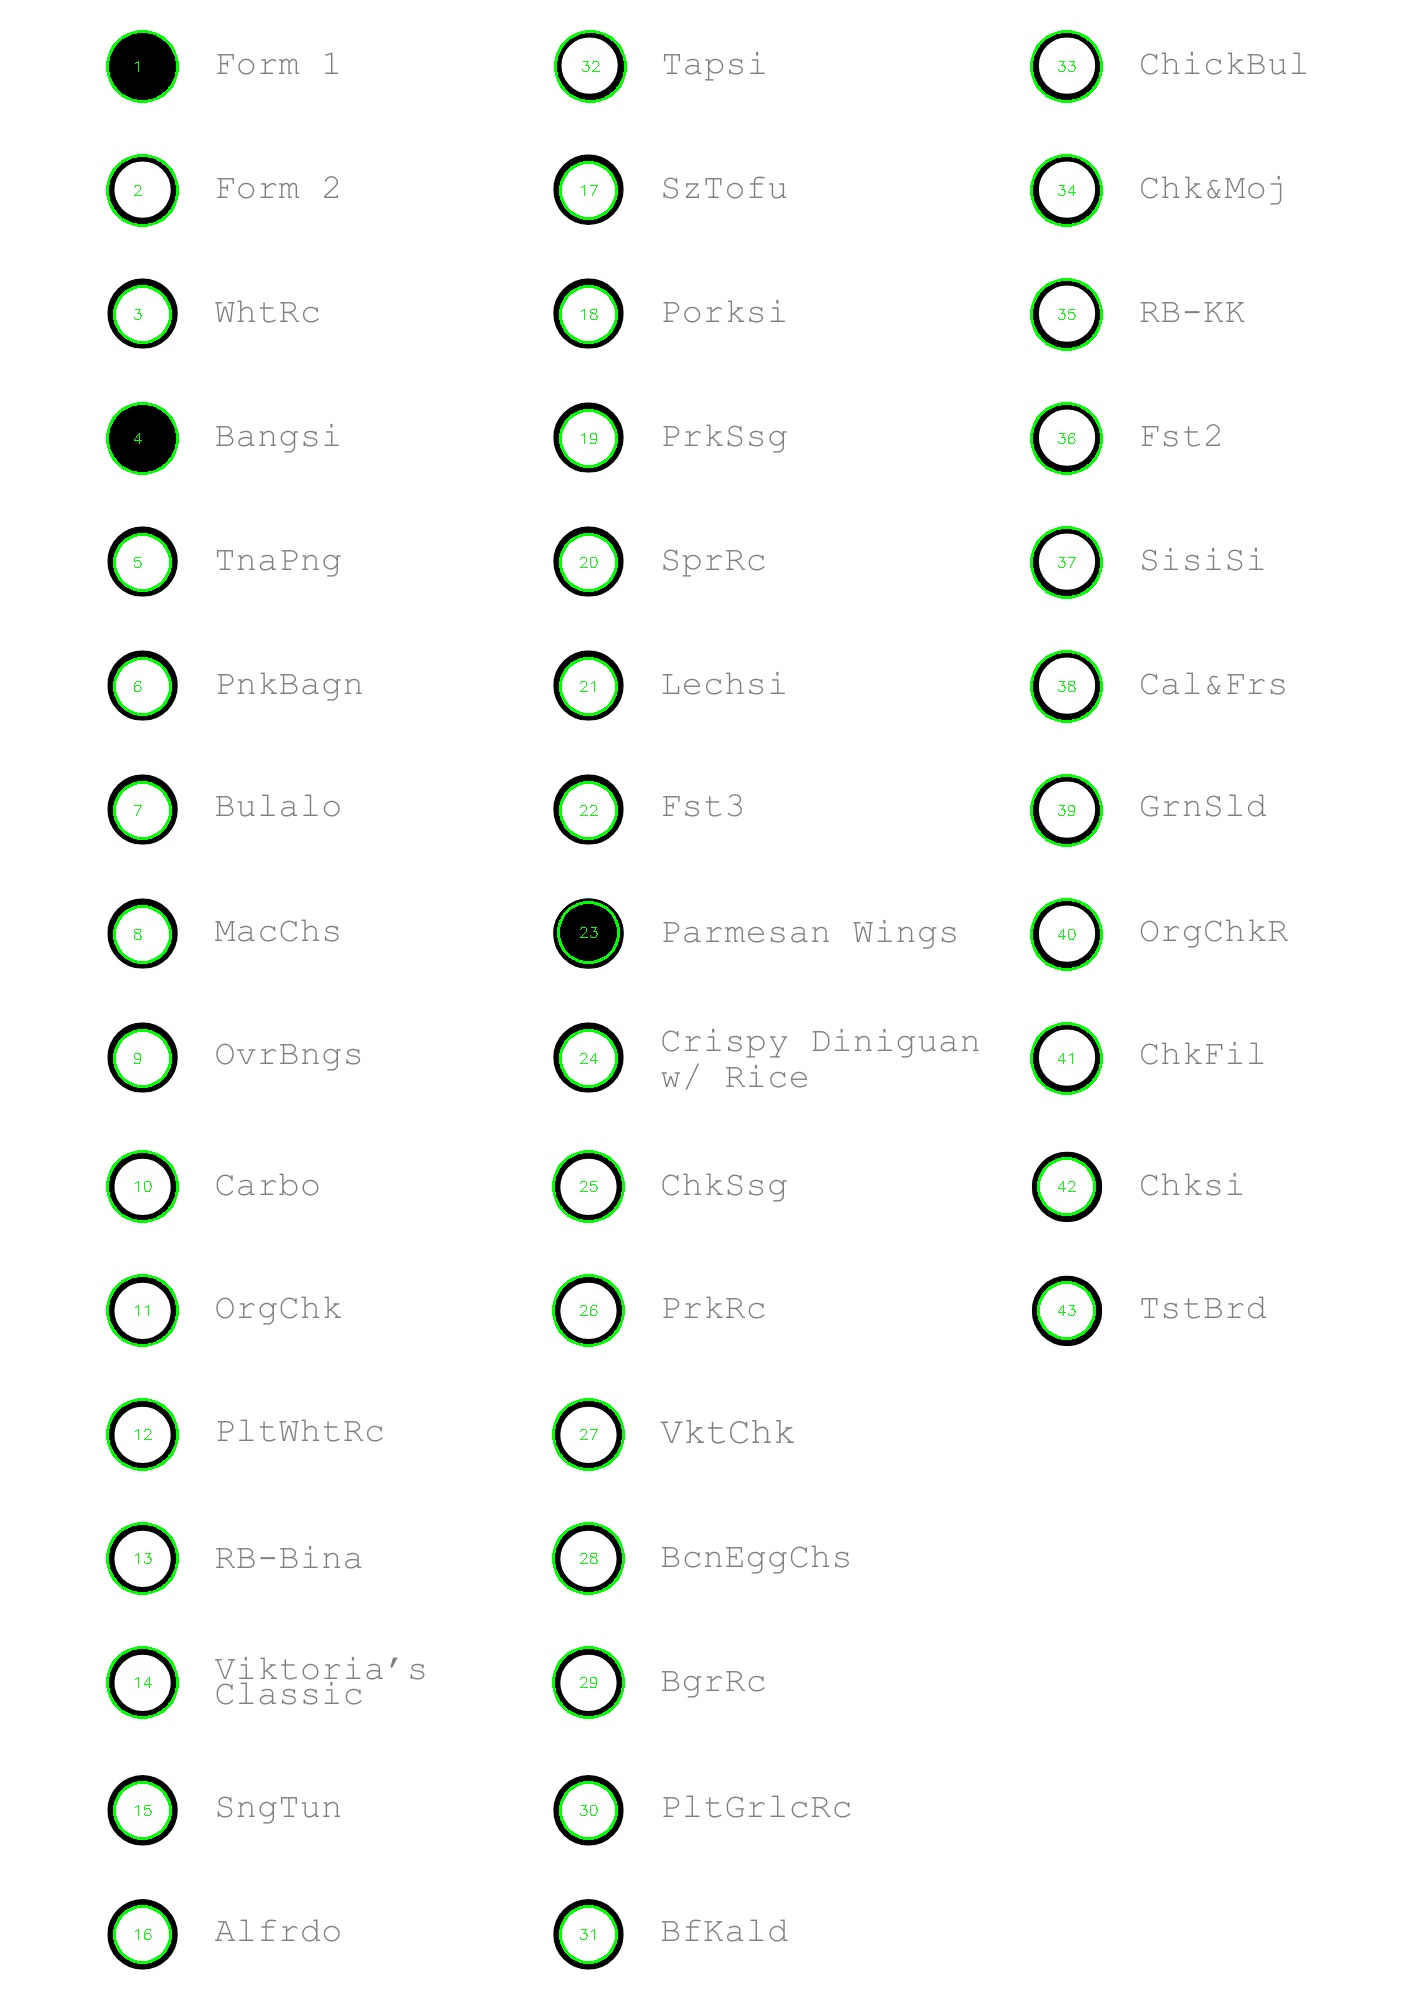 1 Form 1
2 Form 2
3 WhtRc
4 Bangsi
5 TnaPng
6 PnkBagn
7 Bulalo
8 MacChs
9 OvrBngs
10 Carbo
11 OrgChk
12 PltWhtRc
13 RB-Bina
14 Viktoria's
Classic
15 SngTun
16 Alfrdo
32 Tapsi
17 SzTofu
18 Porksi
19 PrkSsg
20 SprRc
21 Lechsi
22 Fst3
23 Parmesan Wings
24 Crispy Diniguan
w/ Rice
25 ChkSsg
26 PrkRc
27 VktChk
28 BcnEggChs
29 BgrRc
30 PltGrlcRc
31 BfKald
33 ChickBul
34 Chk&Moj
35 RB-KK
36 Fst2
37 SisiSi
38 Cal&Frs
39 GrnSld
40 OrgChkR
41 ChkFil
42 Chksi
43 TstBrd